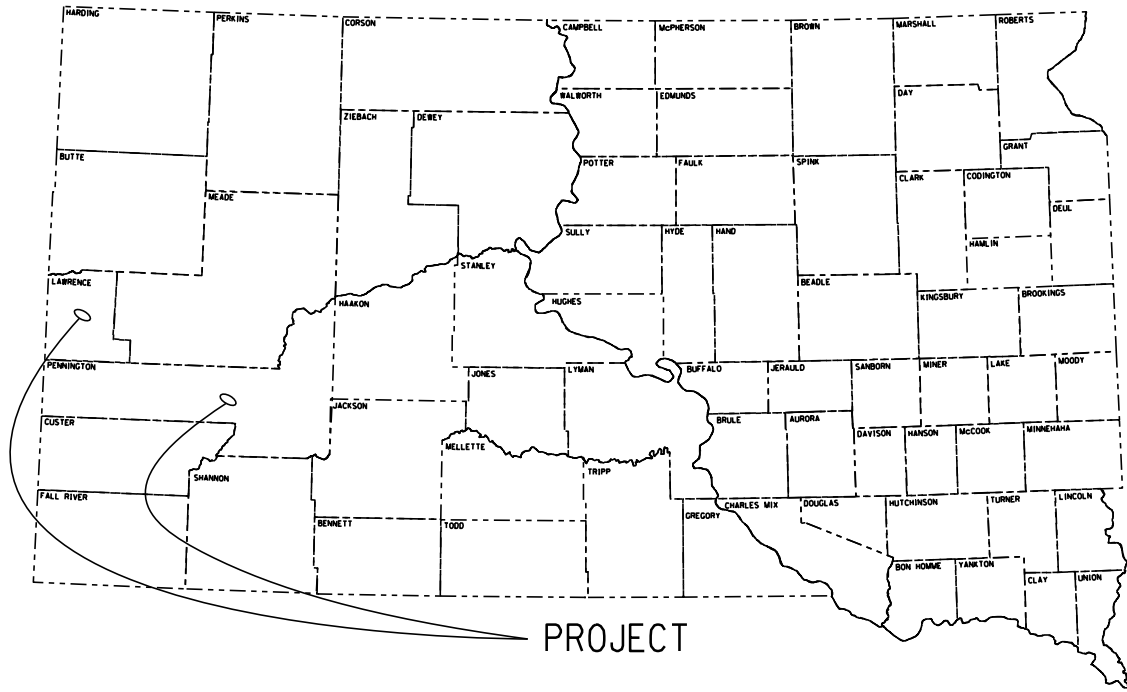 HARDING
PERKINS
CORSON
CAMPBELL
McPHERSON
BROWN
MARSHALL
ROBERTS
WALWORTH
EDMUNDS
DAY
ZIEBACH
DEWEY
GRANT
BUTTE
POTTER
FAULK
SPINK
CLARK
CODINGTON
MEADE
DEUL
SULLY
HYDE
HAND
HAMLIN
STANLEY
LAWRENCE
BEADLE
HAAKON
HUGHES
KINGSBURY
BROOKINGS
PENNINGTON
JONES
LYMAN
BUFFALO
JERAULD
SANBORN
MINER
LAKE
MOODY
JACKSON
CUSTER
BRULE
AURORA
DAVISON
HANSON
McCOOK
MINNEHAHA
MELLETTE
SHANNON
TRIPP
FALL RIVER
GREGORY
CHARLES MIX
DOUGLAS
HUTCHINSON
TURNER
LINCOLN
BENNETT
TODD
BON HOMME
YANKTON
CLAY
UNION
PROJECT